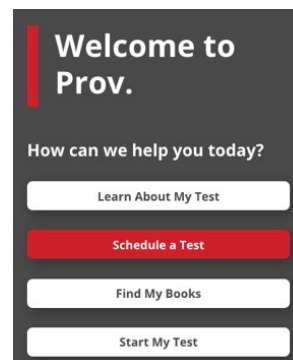 Welcome to
Prov.
How can we help you today?
Learn About My Test
Schedule a Test
Find My Books
Start My Test